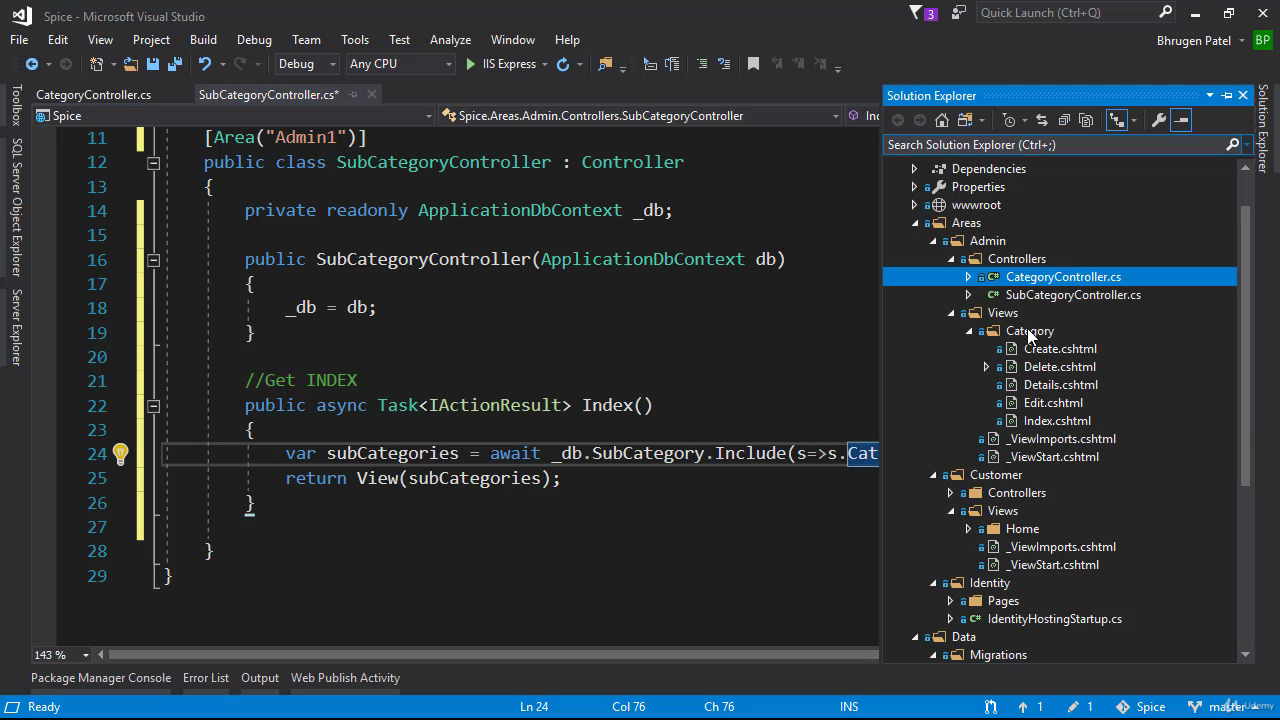 Spice - Microsoft Visual Studio
3
Quick Launch (Ctrl+Q)
File Edit View Project Build Debug Team Tools Test Analyze Window Help
Bhrugen Patel BP
Debug Any CPU IIS Express
CategoryController.cs SubCategoryController.cs*
Spice Spice.Areas.Admin.Controllers.SubCategoryController Inc
Toolbox
SQL Server Object Explorer
Server Explorer
11 [Area("Admin1")]
12 public class SubCategoryController : Controller
13 {
14 private readonly ApplicationDbContext _db;
15
16 public SubCategoryController(ApplicationDbContext db)
17 {
18 _db = db;
19 }
20
21 //Get INDEX
22 public async Task<IActionResult> Index()
23 {
24 var subCategories = await _db.SubCategory.Include(s=>s.Cat
25 return View(subCategories);
26 }
27
28 }
29 }
143 %
Solution Explorer
Search Solution Explorer (Ctrl+;)
Dependencies
Properties
wwwroot
Areas
Admin
Controllers
CategoryController.cs
SubCategoryController.cs
Views
Category
Create.cshtml
Delete.cshtml
Details.cshtml
Edit.cshtml
Index.cshtml
_ViewImports.cshtml
_ViewStart.cshtml
Customer
Controllers
Views
Home
_ViewImports.cshtml
_ViewStart.cshtml
Identity
Pages
IdentityHostingStartup.cs
Data
Migrations
Solution Explorer
Team Explorer
Package Manager Console Error List Output Web Publish Activity
Ready Ln 24 Col 76 Ch 76 INS 1 1 Spice master
Udemy